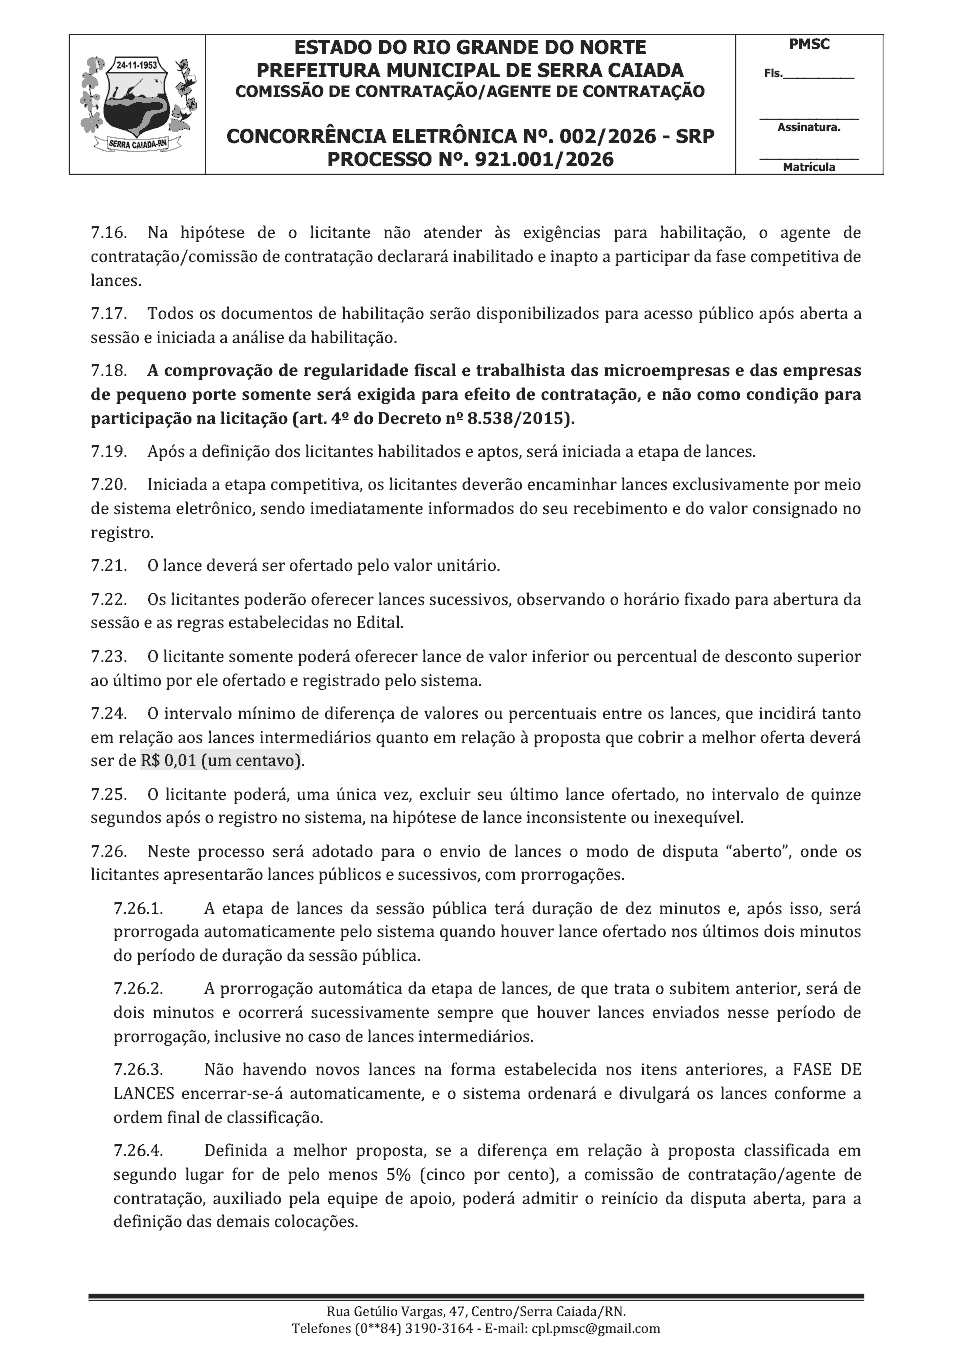 24-11-1953
SERRA CAIADA-RN
ESTADO DO RIO GRANDE DO NORTE
PREFEITURA MUNICIPAL DE SERRA CAIADA
COMISSÃO DE CONTRATAÇÃO/AGENTE DE CONTRATAÇÃO
CONCORRÊNCIA ELETRÔNICA Nº. 002/2026 - SRP
PROCESSO Nº. 921.001/2026
PMSC
Fls.____________
Assinatura.
Matrícula
7.16. Na hipótese de o licitante não atender às exigências para habilitação, o agente de
contratação/comissão de contratação declarará inabilitado e inapto a participar da fase competitiva de
lances.
7.17. Todos os documentos de habilitação serão disponibilizados para acesso público após aberta a
sessão e iniciada a análise da habilitação.
7.18. A comprovação de regularidade fiscal e trabalhista das microempresas e das empresas
de pequeno porte somente será exigida para efeito de contratação, e não como condição para
participação na licitação (art. 4º do Decreto nº 8.538/2015).
7.19. Após a definição dos licitantes habilitados e aptos, será iniciada a etapa de lances.
7.20. Iniciada a etapa competitiva, os licitantes deverão encaminhar lances exclusivamente por meio
de sistema eletrônico, sendo imediatamente informados do seu recebimento e do valor consignado no
registro.
7.21. O lance deverá ser ofertado pelo valor unitário.
7.22. Os licitantes poderão oferecer lances sucessivos, observando o horário fixado para abertura da
sessão e as regras estabelecidas no Edital.
7.23. O licitante somente poderá oferecer lance de valor inferior ou percentual de desconto superior
ao último por ele ofertado e registrado pelo sistema.
7.24. O intervalo mínimo de diferença de valores ou percentuais entre os lances, que incidirá tanto
em relação aos lances intermediários quanto em relação à proposta que cobrir a melhor oferta deverá
ser de R$ 0,01 (um centavo).
7.25. O licitante poderá, uma única vez, excluir seu último lance ofertado, no intervalo de quinze
segundos após o registro no sistema, na hipótese de lance inconsistente ou inexequível.
7.26. Neste processo será adotado para o envio de lances o modo de disputa “aberto”, onde os
licitantes apresentarão lances públicos e sucessivos, com prorrogações.
7.26.1. A etapa de lances da sessão pública terá duração de dez minutos e, após isso, será
prorrogada automaticamente pelo sistema quando houver lance ofertado nos últimos dois minutos
do período de duração da sessão pública.
7.26.2. A prorrogação automática da etapa de lances, de que trata o subitem anterior, será de
dois minutos e ocorrerá sucessivamente sempre que houver lances enviados nesse período de
prorrogação, inclusive no caso de lances intermediários.
7.26.3. Não havendo novos lances na forma estabelecida nos itens anteriores, a FASE DE
LANCES encerrar-se-á automaticamente, e o sistema ordenará e divulgará os lances conforme a
ordem final de classificação.
7.26.4. Definida a melhor proposta, se a diferença em relação à proposta classificada em
segundo lugar for de pelo menos 5% (cinco por cento), a comissão de contratação/agente de
contratação, auxiliado pela equipe de apoio, poderá admitir o reinício da disputa aberta, para a
definição das demais colocações.
Rua Getúlio Vargas, 47, Centro/Serra Caiada/RN.
Telefones (0**84) 3190-3164 - E-mail: cpl.pmsc@gmail.com